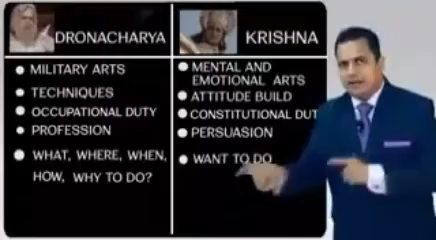 DRONACHARYA
MILITARY ARTS
TECHNIQUES
OCCUPATIONAL DUTY
PROFESSION
WHAT, WHERE, WHEN,
HOW, WHY TO DO?
KRISHNA
MENTAL AND
EMOTIONAL ARTS
ATTITUDE BUILD
CONSTITUTIONAL DUT
PERSUASION
WANT TO DO